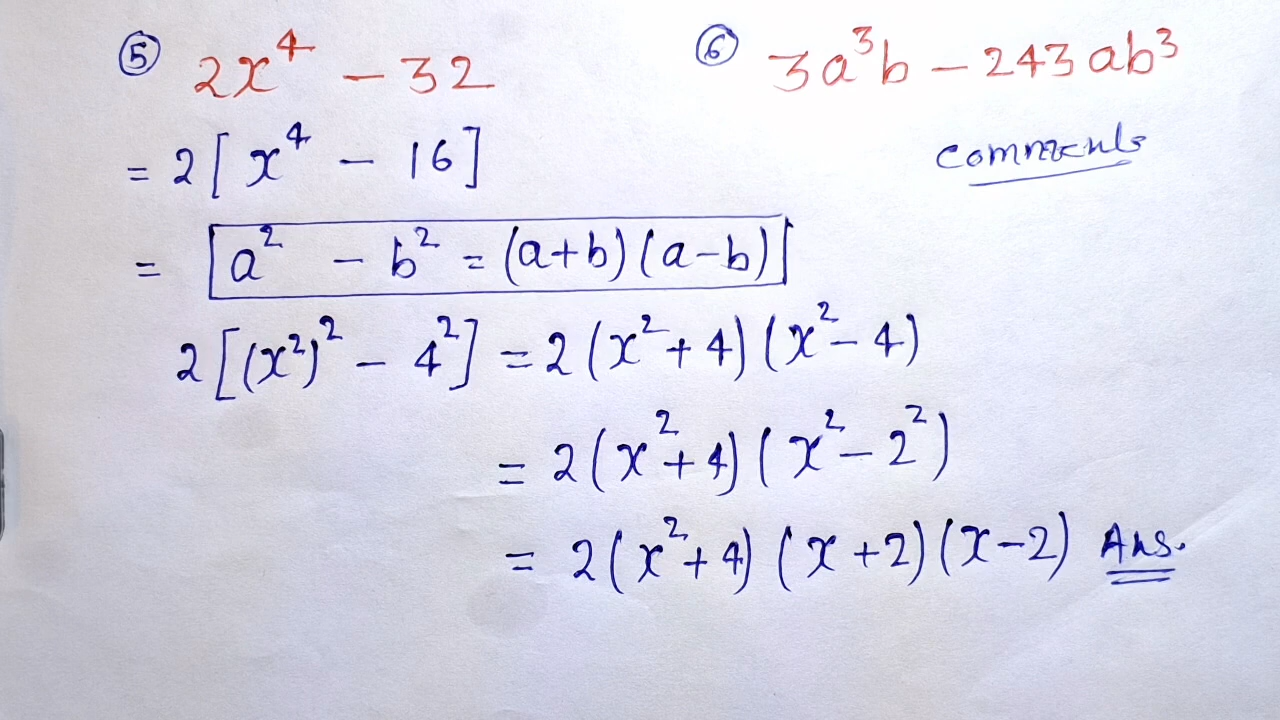 ⑤ 2x⁴ - 32
= 2[x⁴ - 16]
= [a² - b² = (a+b)(a-b)]
2[(x²)² - 4²] = 2(x²+4)(x²-4)
= 2(x²+4)(x²-2²)
= 2(x²+4)(x+2)(x-2) Ans.
⑥ 3a³b - 243ab³
Comments